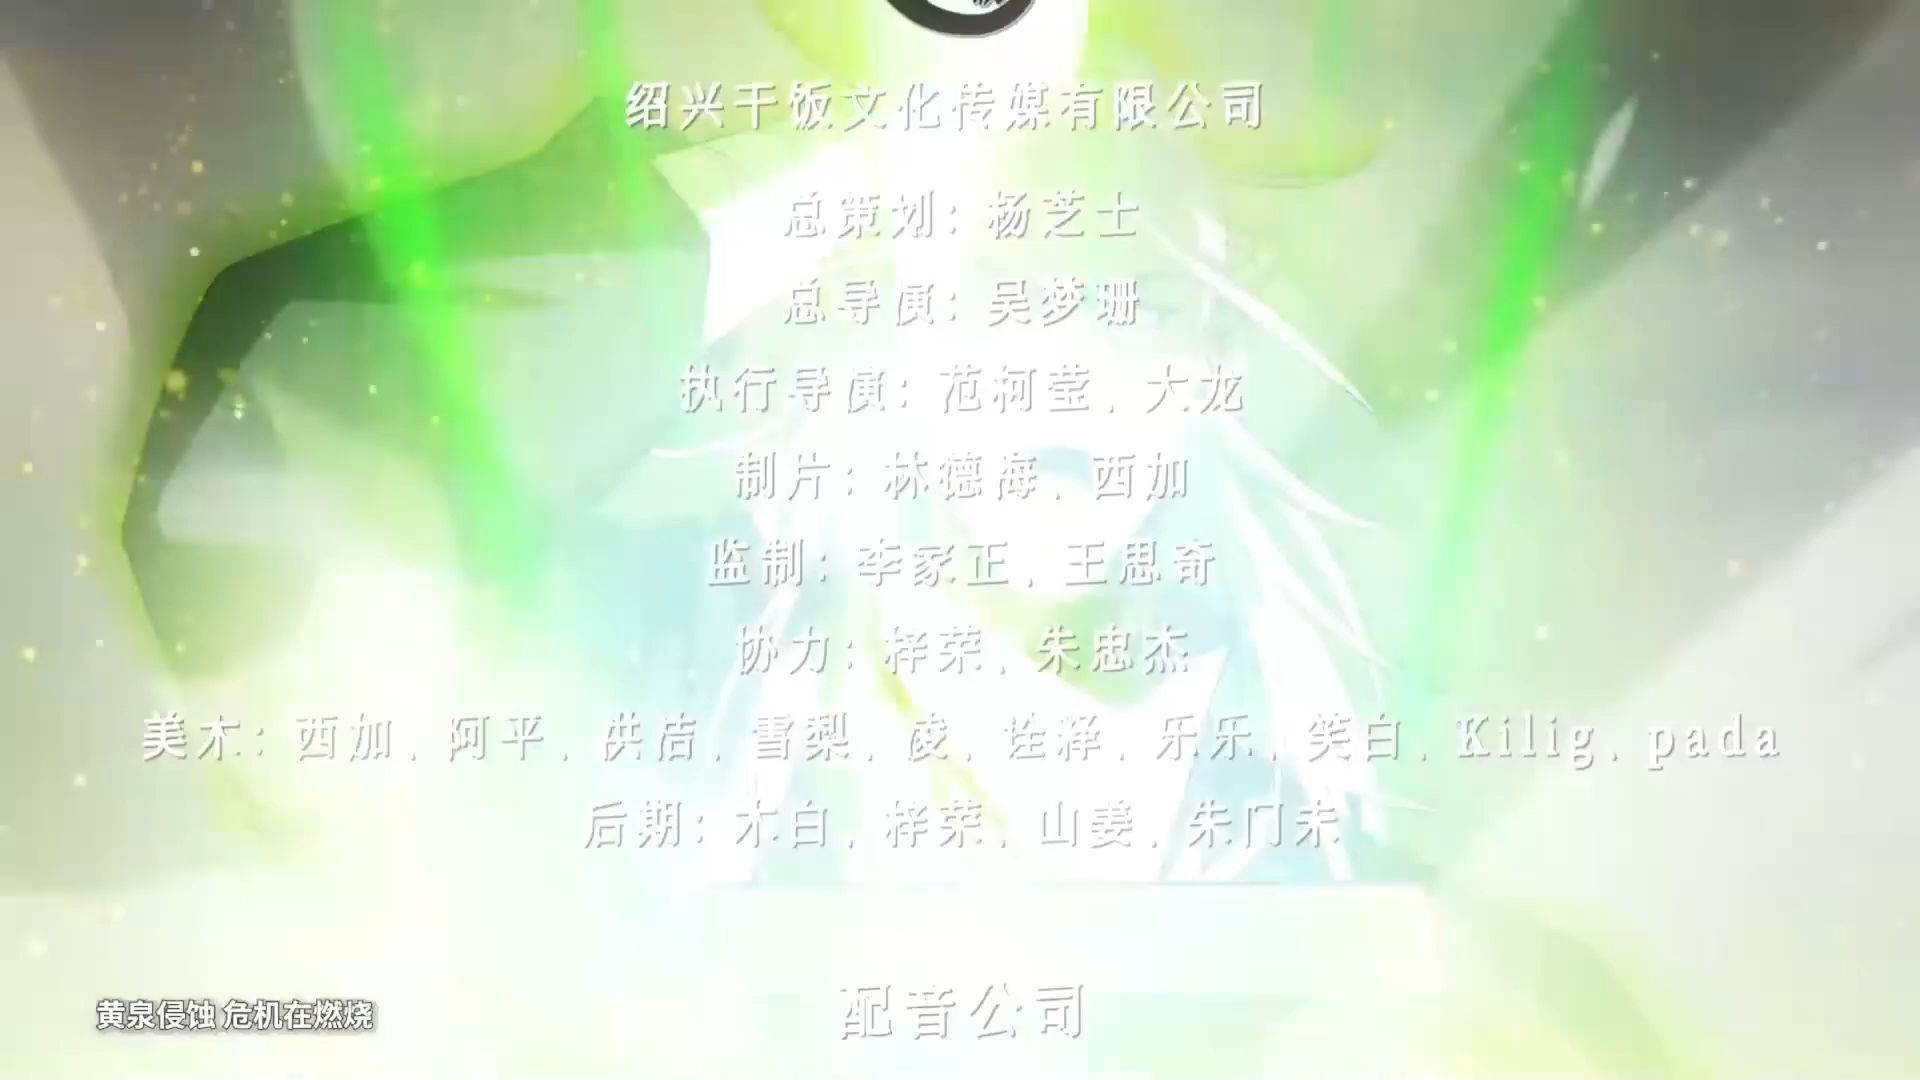 绍兴干饭文化传媒有限公司
总策划：杨芝士
总导演：吴梦珊
执行导演：范柯莹、大龙
制片：林德海、西加
监制：李家正、王思奇
协力：梓荣、朱忠杰
美术：西加、阿平、洪洁、雪梨、凌、诠释、乐乐、笑白、Kilig、pada
后期：木白、梓荣、山姜、朱门未
黄泉侵蚀 危机在燃烧
配音公司